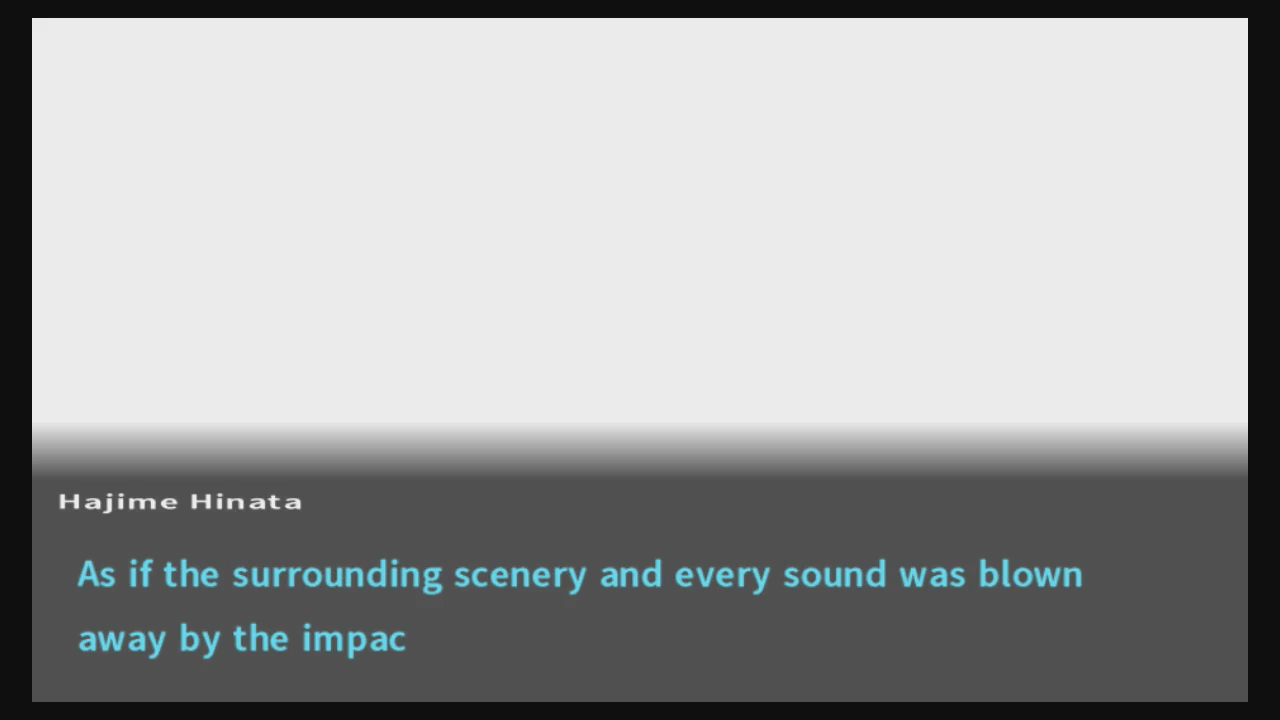 Hajime Hinata
As if the surrounding scenery and every sound was blown
away by the impac